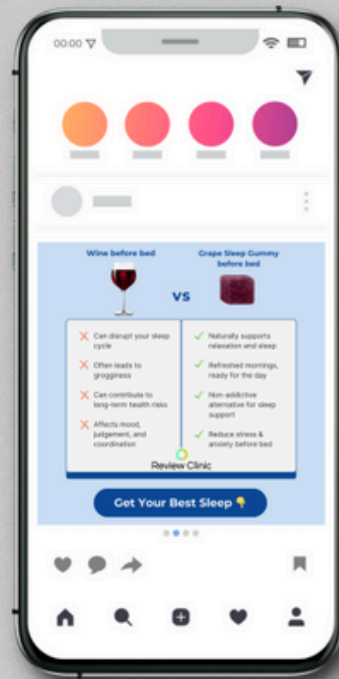 00:00
Wine before bed
Grape Sleep Gummy
before bed
VS
Can disrupt your sleep
cycle
Often leads to
grogginess
Can contribute to
long-term health risks
Affects mood,
judgement, and
coordination
Naturally supports
relaxation and sleep
Refreshed mornings,
ready for the day
Non-addictive
alternative for sleep
support
Reduce stress &
anxiety before bed
Review Clinic
Get Your Best Sleep 👇